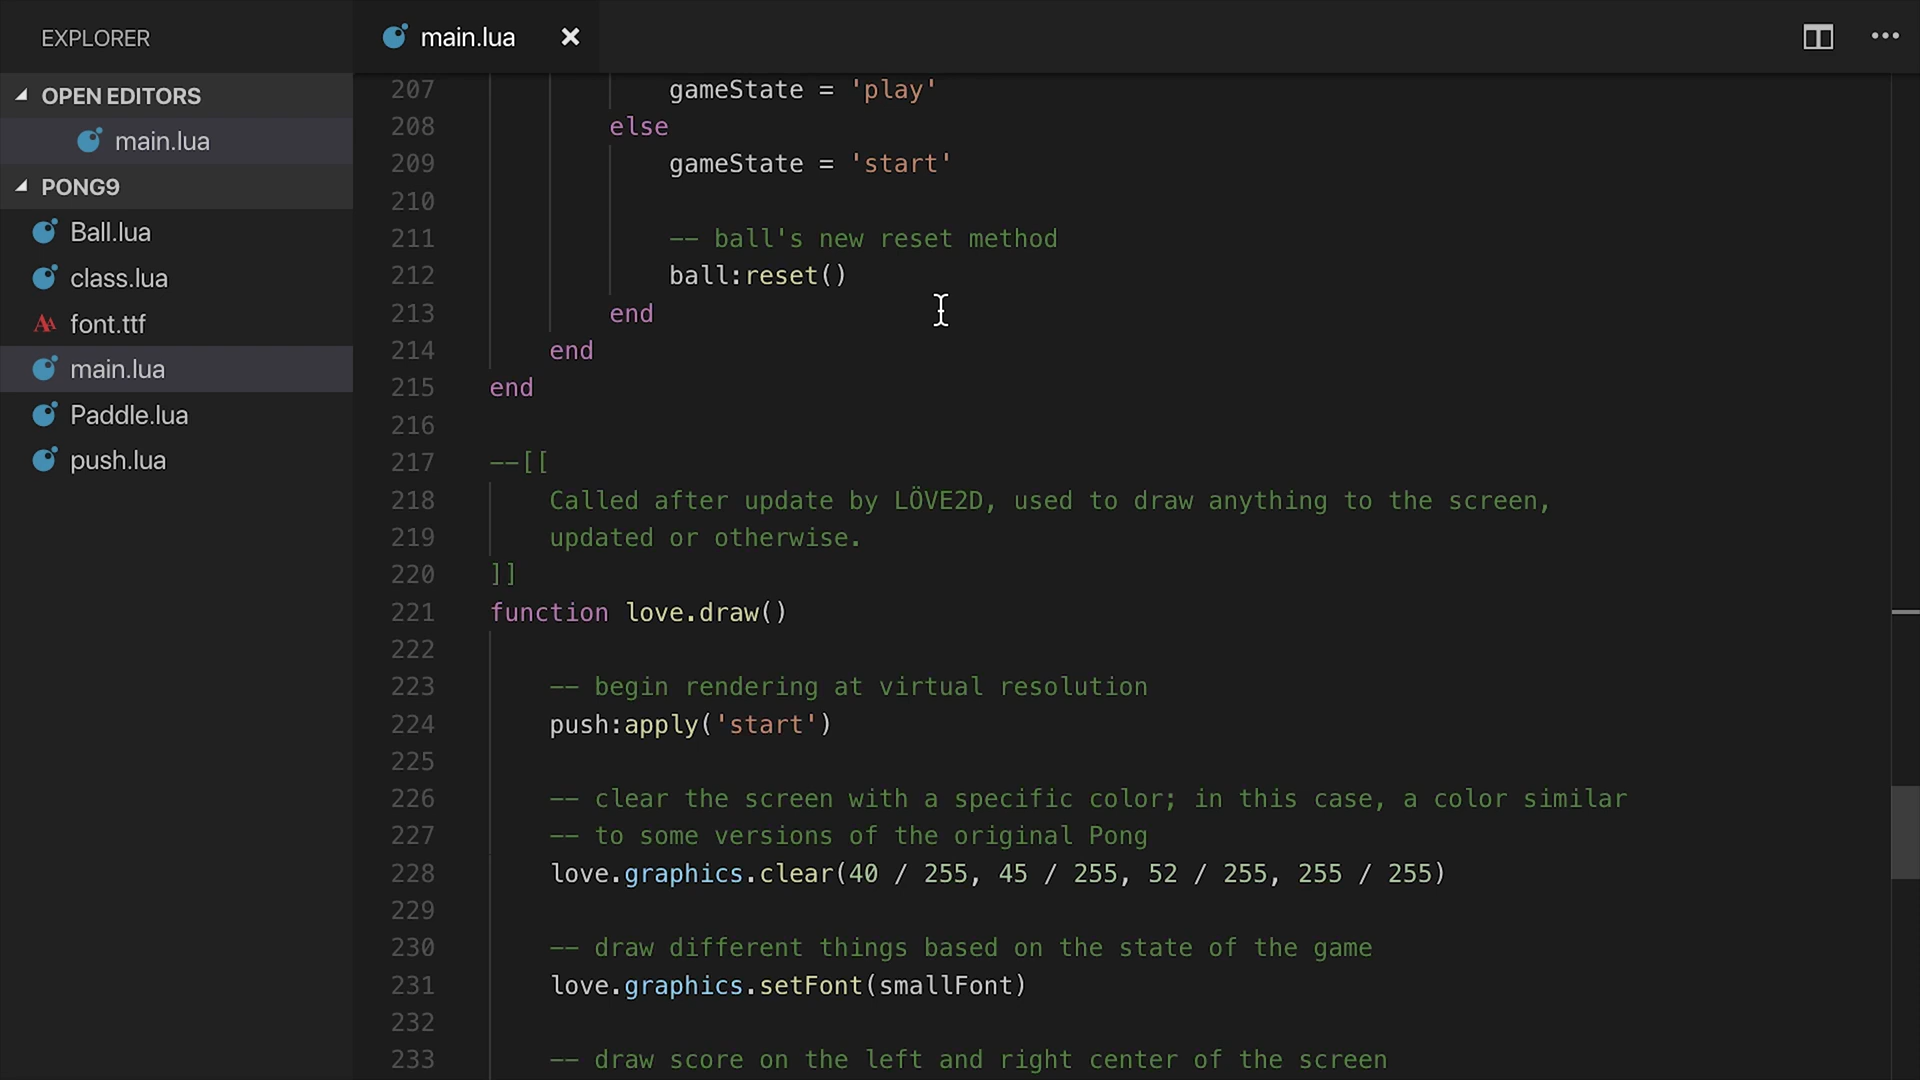 EXPLORER
main.lua
OPEN EDITORS
main.lua
PONG9
Ball.lua
class.lua
font.ttf
main.lua
Paddle.lua
push.lua
207 gameState = 'play'
208 else
209 gameState = 'start'
210
211 -- ball's new reset method
212 ball:reset()
213 end
214 end
215 end
216
217 --[[
218 Called after update by LÖVE2D, used to draw anything to the screen,
219 updated or otherwise.
220 ]]
221 function love.draw()
222
223 -- begin rendering at virtual resolution
224 push:apply('start')
225
226 -- clear the screen with a specific color; in this case, a color similar
227 -- to some versions of the original Pong
228 love.graphics.clear(40 / 255, 45 / 255, 52 / 255, 255 / 255)
229
230 -- draw different things based on the state of the game
231 love.graphics.setFont(smallFont)
232
233 -- draw score on the left and right center of the screen